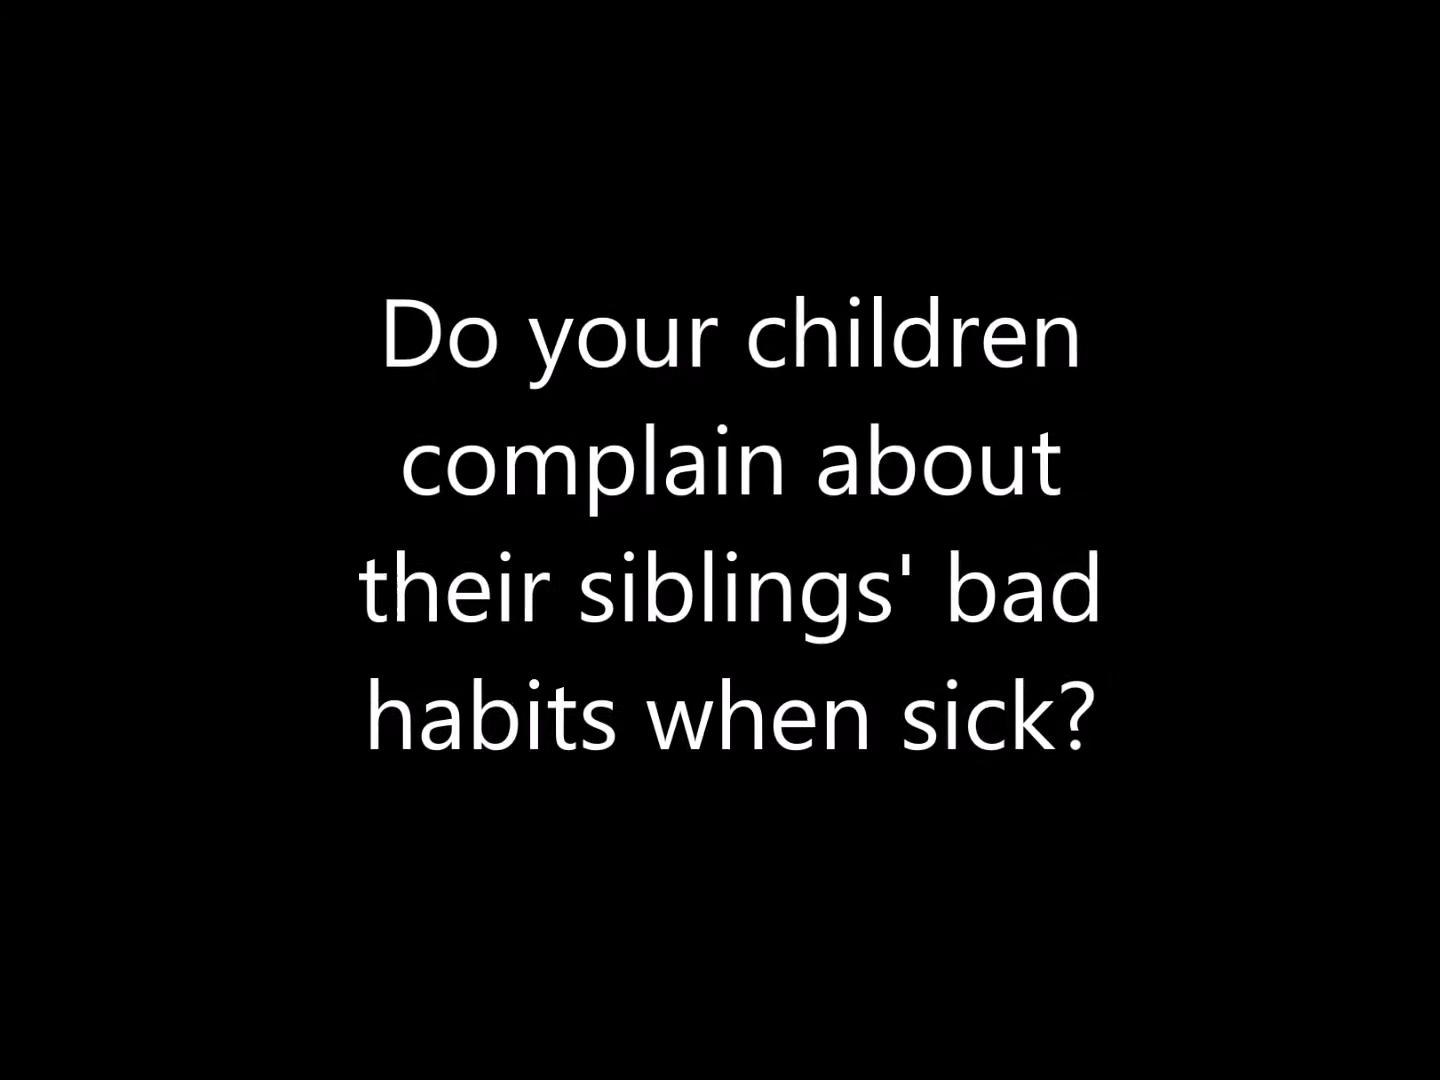 Do your children
complain about
their siblings' bad
habits when sick?